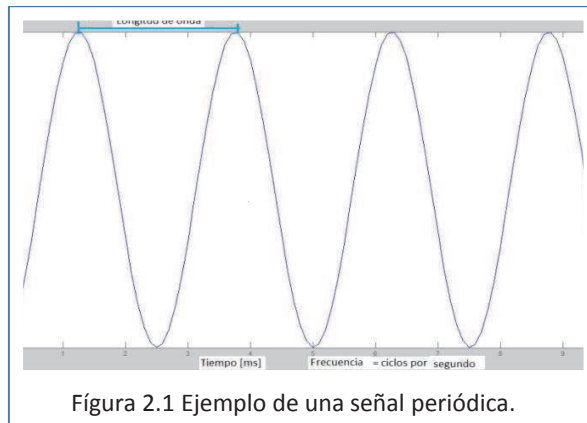 Longitud de onda
1 2 3 4 5 6 7 8 9
Tiempo [ms] Frecuencia = ciclos por segundo
Fígura 2.1 Ejemplo de una señal periódica.